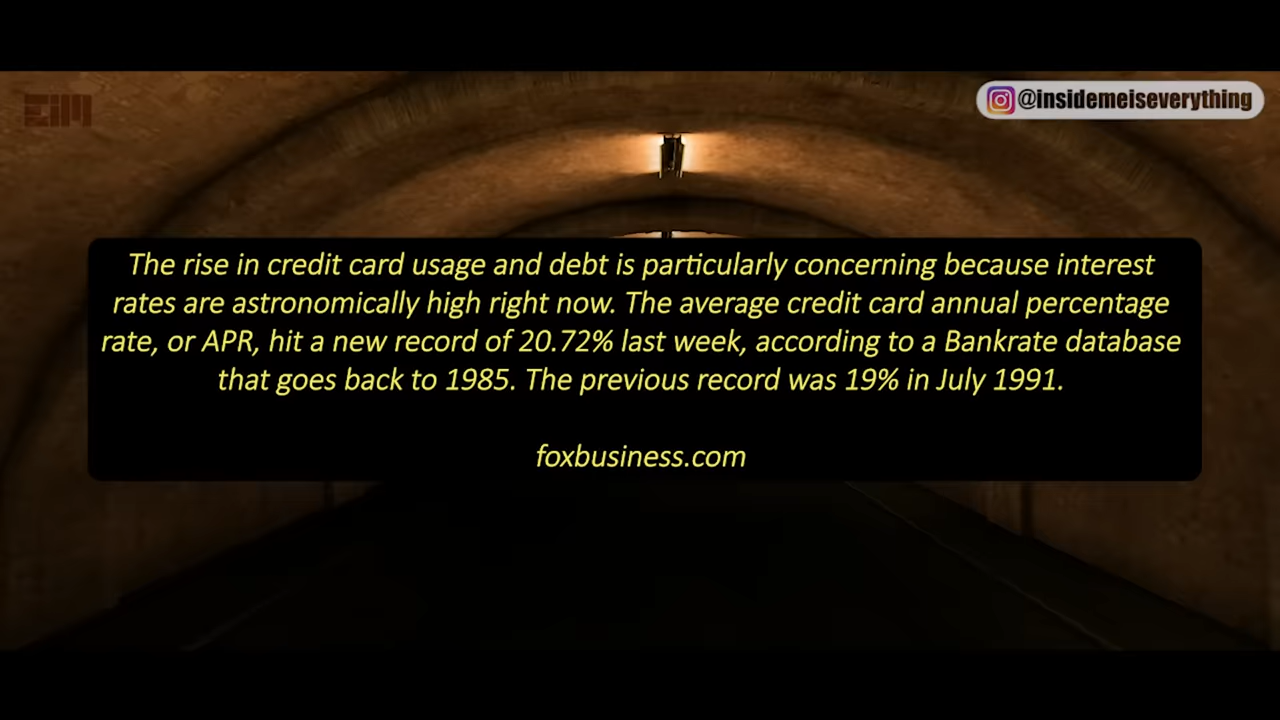 EIM
@insidemeiseverything
The rise in credit card usage and debt is particularly concerning because interest
rates are astronomically high right now. The average credit card annual percentage
rate, or APR, hit a new record of 20.72% last week, according to a Bankrate database
that goes back to 1985. The previous record was 19% in July 1991.
foxbusiness.com